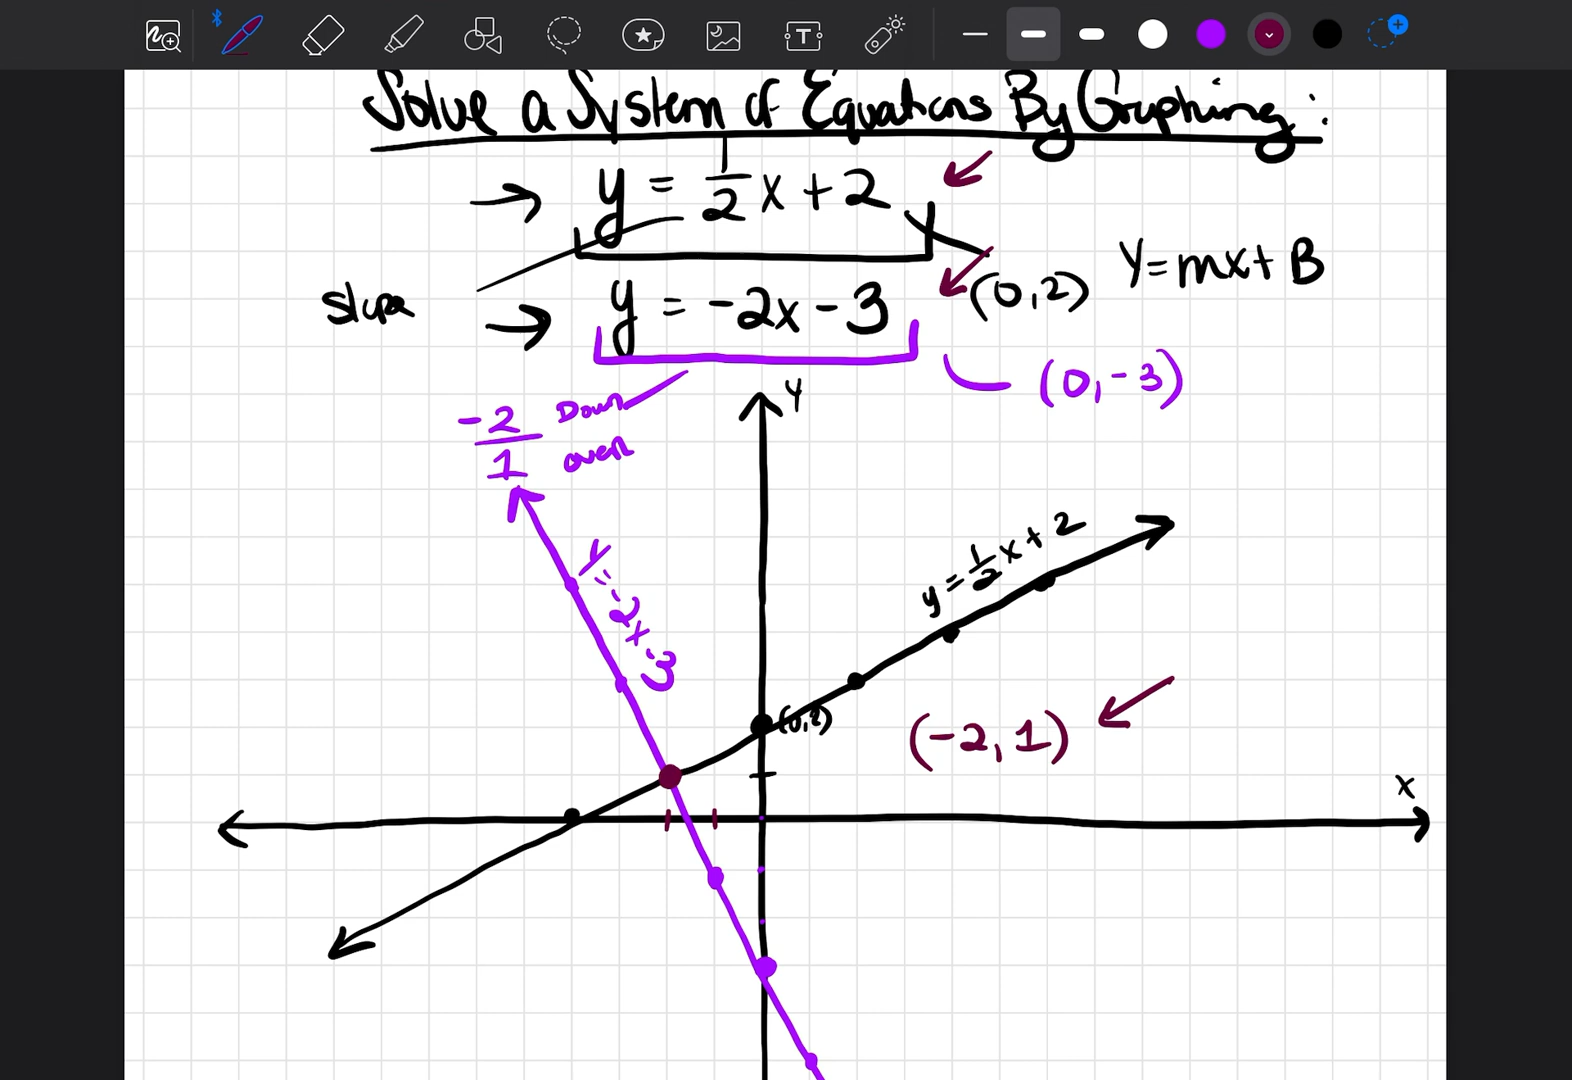 Solve a System of Equations By Graphing:
y = 1/2 x + 2
Y=mx+B
(0,2)
slope
y = -2x - 3
(0,-3)
Y
-2/1 Down
over
y=1/2x+2
y=-2x-3
(0,2)
(-2,1)
X